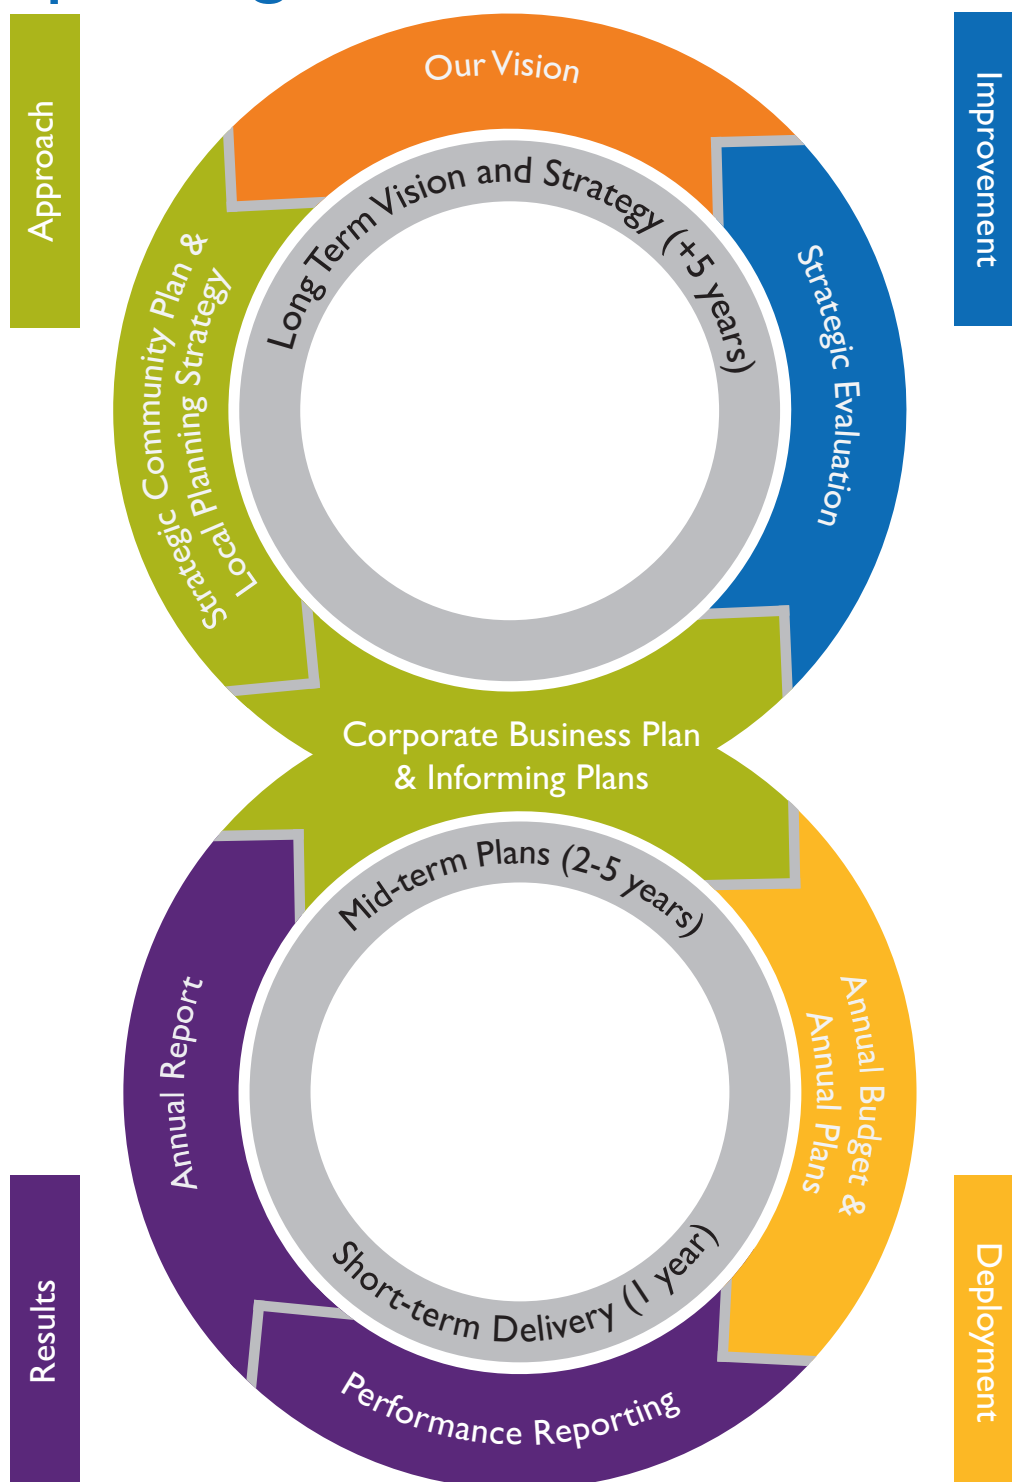 Our Vision
Approach
Improvement
Long Term Vision and Strategy (+5 years)
Strategic Community Plan &
Local Planning Strategy
Strategic Evaluation
Corporate Business Plan
& Informing Plans
Mid-term Plans (2-5 years)
Annual Report
Annual Budget &
Annual Plans
Short-term Delivery (1 year)
Results
Deployment
Performance Reporting